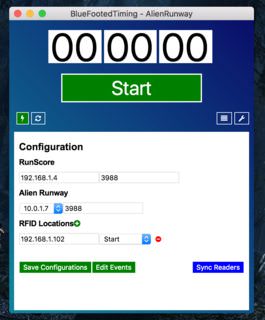 BlueFootedTiming - AlienRunway
00 00 00
Start
Configuration
RunScore
192.168.1.4 3988
Alien Runway
10.0.1.7 3988
RFID Locations
192.168.1.102 Start
Save Configurations Edit Events Sync Readers